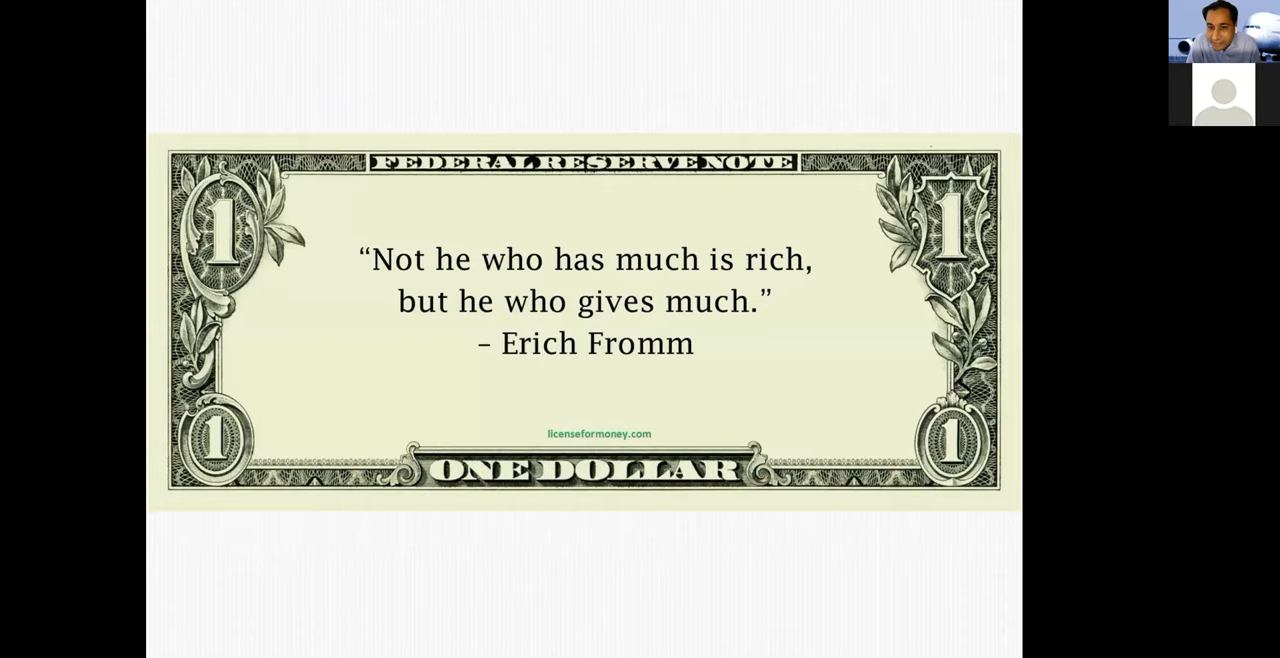 FEDERAL RESERVE NOTE
1
1
“Not he who has much is rich,
but he who gives much.”
– Erich Fromm
licenseformoney.com
1
1
ONE DOLLAR